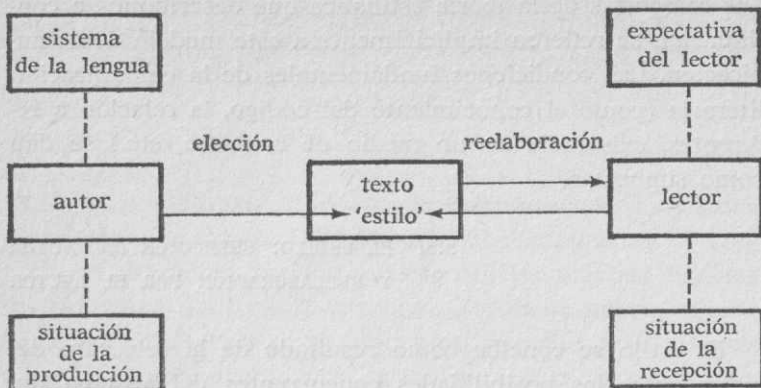 sistema
de la lengua
expectativa
del lector
elección
reelaboración
autor
texto
'estilo'
lector
situación
de la
producción
situación
de la
recepción